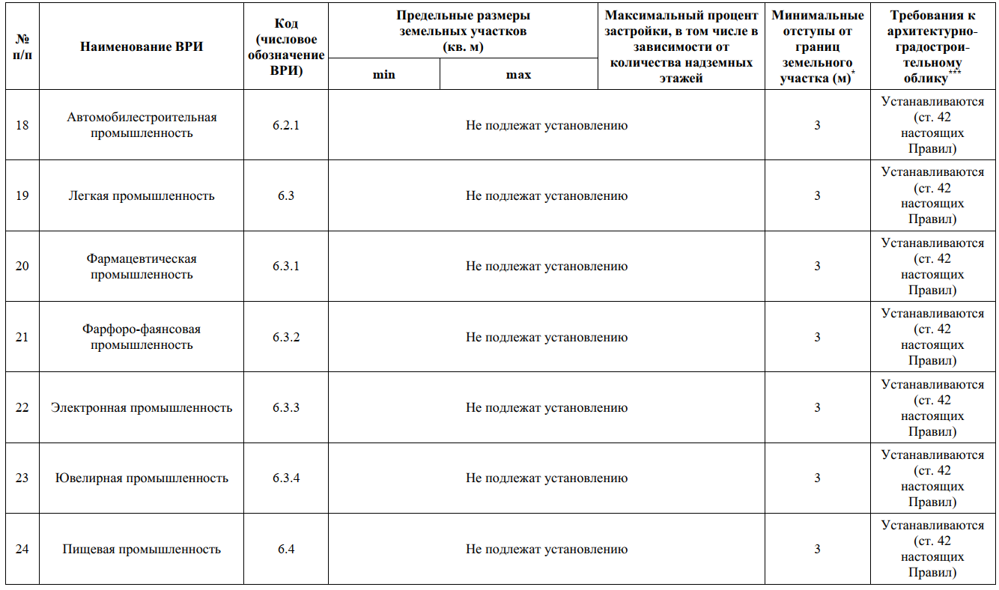 №
п/п
Наименование ВРИ
Код
(числовое
обозначение
ВРИ)
Предельные размеры
земельных участков
(кв. м)
min
max
Максимальный процент
застройки, в том числе в
зависимости от
количества надземных
этажей
Минимальные
отступы от
границ
земельного
участка (м)*
Требования к
архитектурно-
градострои-
тельному
облику***
18
Автомобилестроительная
промышленность
6.2.1
Не подлежат установлению
3
Устанавливаются
(ст. 42
настоящих
Правил)
19
Легкая промышленность
6.3
Не подлежат установлению
3
Устанавливаются
(ст. 42
настоящих
Правил)
20
Фармацевтическая
промышленность
6.3.1
Не подлежат установлению
3
Устанавливаются
(ст. 42
настоящих
Правил)
21
Фарфоро-фаянсовая
промышленность
6.3.2
Не подлежат установлению
3
Устанавливаются
(ст. 42
настоящих
Правил)
22
Электронная промышленность
6.3.3
Не подлежат установлению
3
Устанавливаются
(ст. 42
настоящих
Правил)
23
Ювелирная промышленность
6.3.4
Не подлежат установлению
3
Устанавливаются
(ст. 42
настоящих
Правил)
24
Пищевая промышленность
6.4
Не подлежат установлению
3
Устанавливаются
(ст. 42
настоящих
Правил)